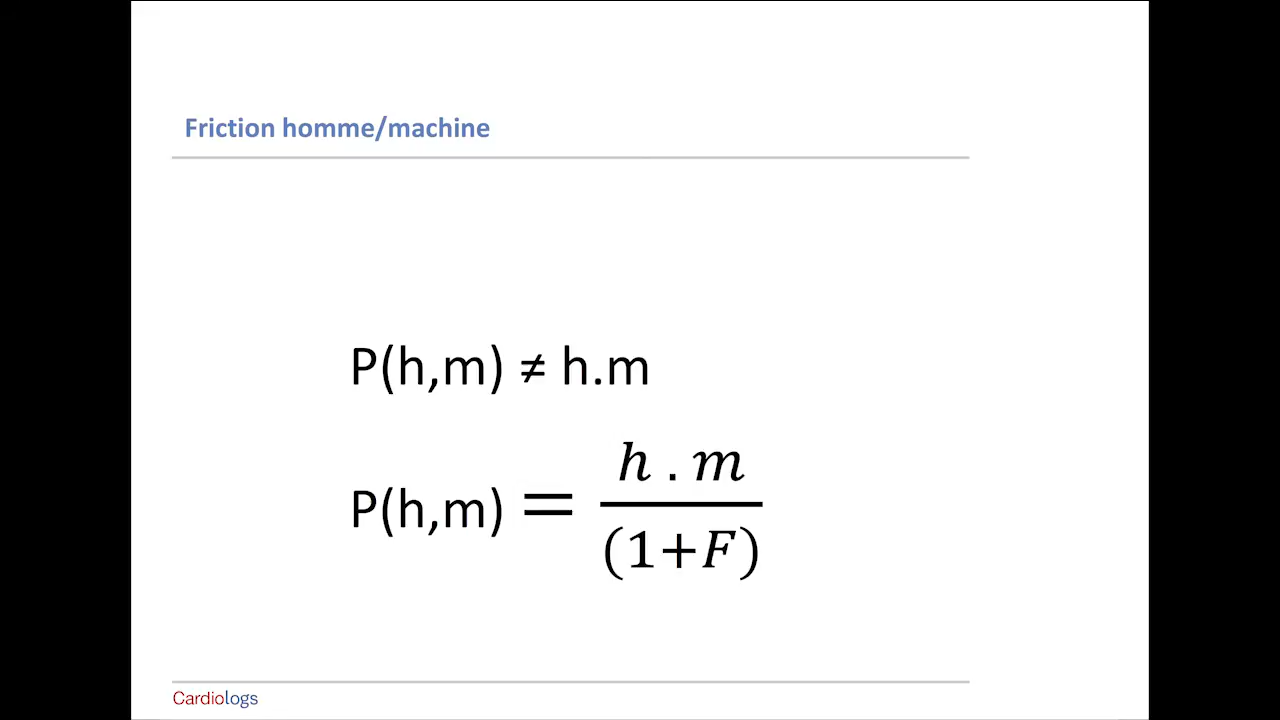 Friction homme/machine
P(h,m) ≠ h.m
P(h,m) = h . m / (1+F)
Cardiologs